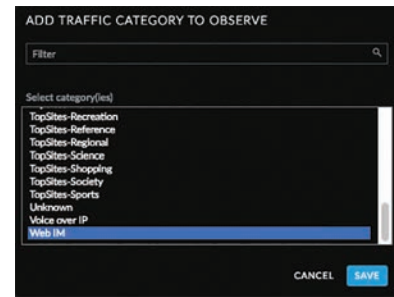 ADD TRAFFIC CATEGORY TO OBSERVE
Filter
Select category(ies)
TopSites-Recreation
TopSites-Reference
TopSites-Regional
TopSites-Science
TopSites-Shopping
TopSites-Society
TopSites-Sports
Unknown
Voice over IP
Web IM
CANCEL SAVE